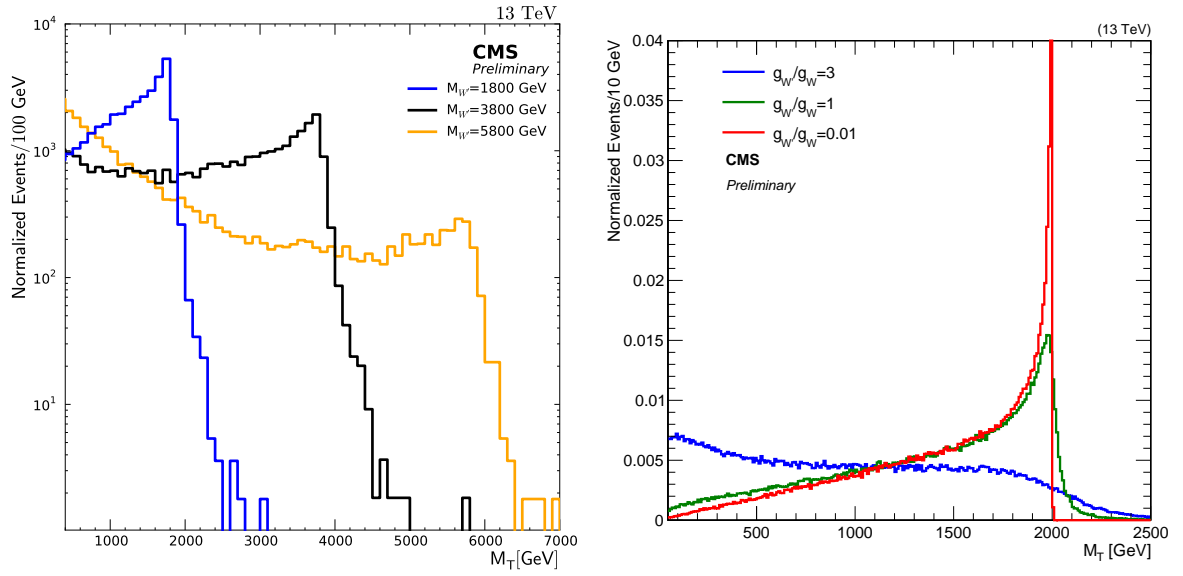 13 TeV
10^4
10^3
10^2
10^1
Normalized Events/100 GeV
CMS
Preliminary
M_W'=1800 GeV
M_W'=3800 GeV
M_W'=5800 GeV
1000 2000 3000 4000 5000 6000 7000
M_T [GeV]
(13 TeV)
0.04
0.035
0.03
0.025
0.02
0.015
0.01
0.005
0
Normalized Events/10 GeV
g_W'/g_W=3
g_W'/g_W=1
g_W'/g_W=0.01
CMS
Preliminary
500 1000 1500 2000 2500
M_T [GeV]